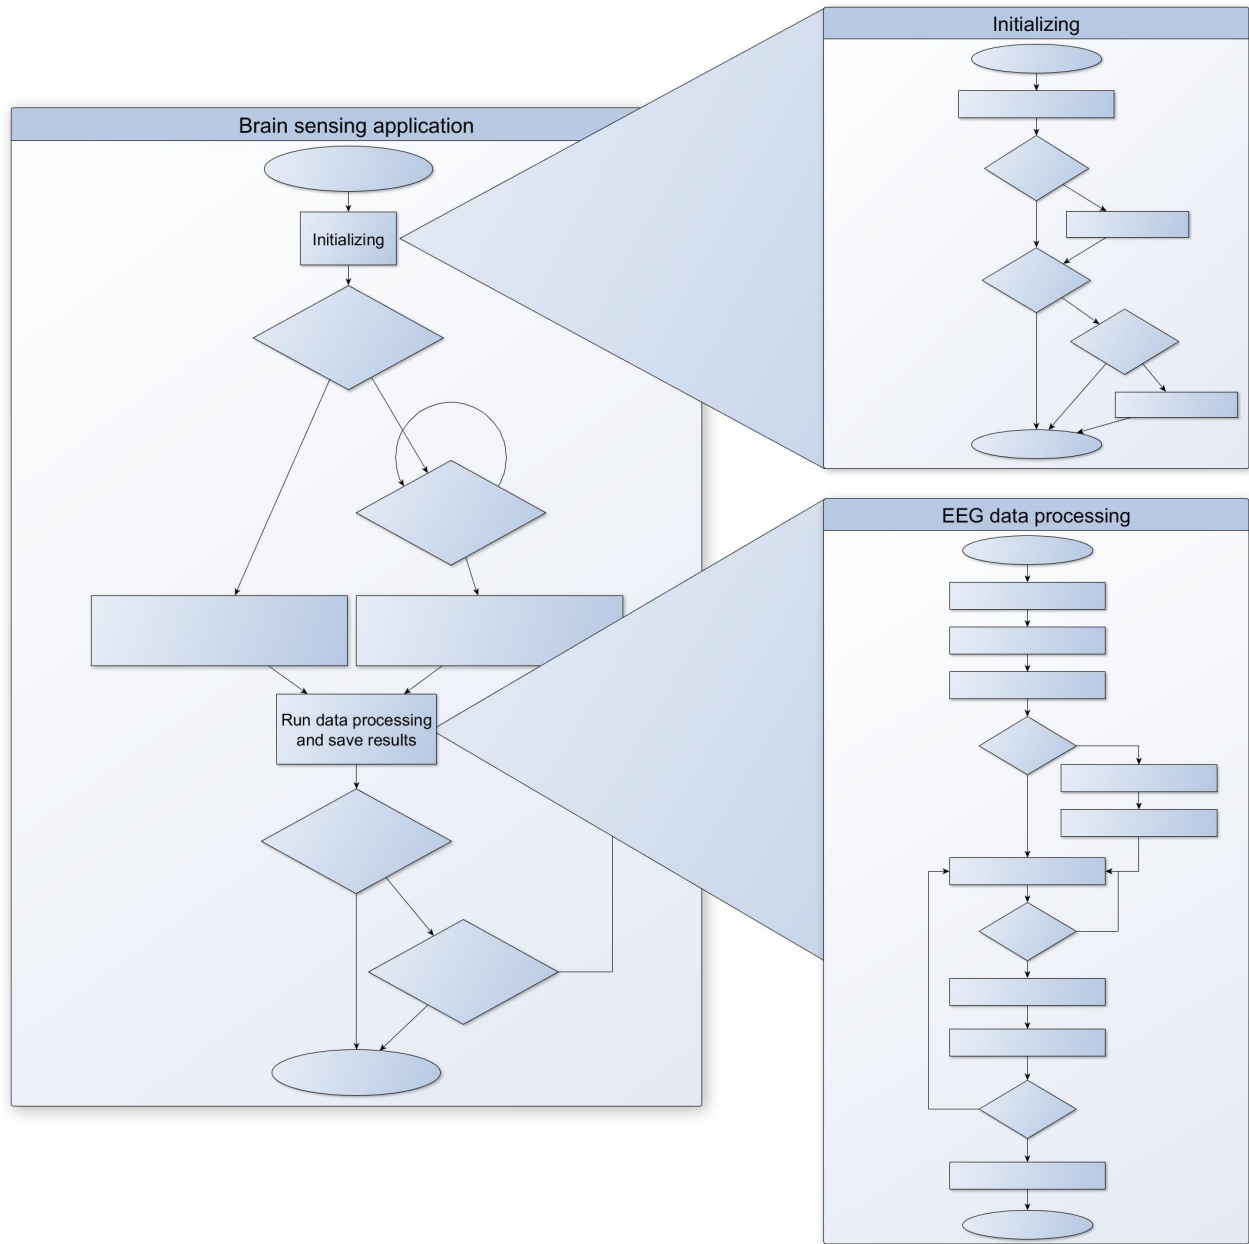 Initializing
Brain sensing application
Initializing
EEG data processing
Run data processing
and save results